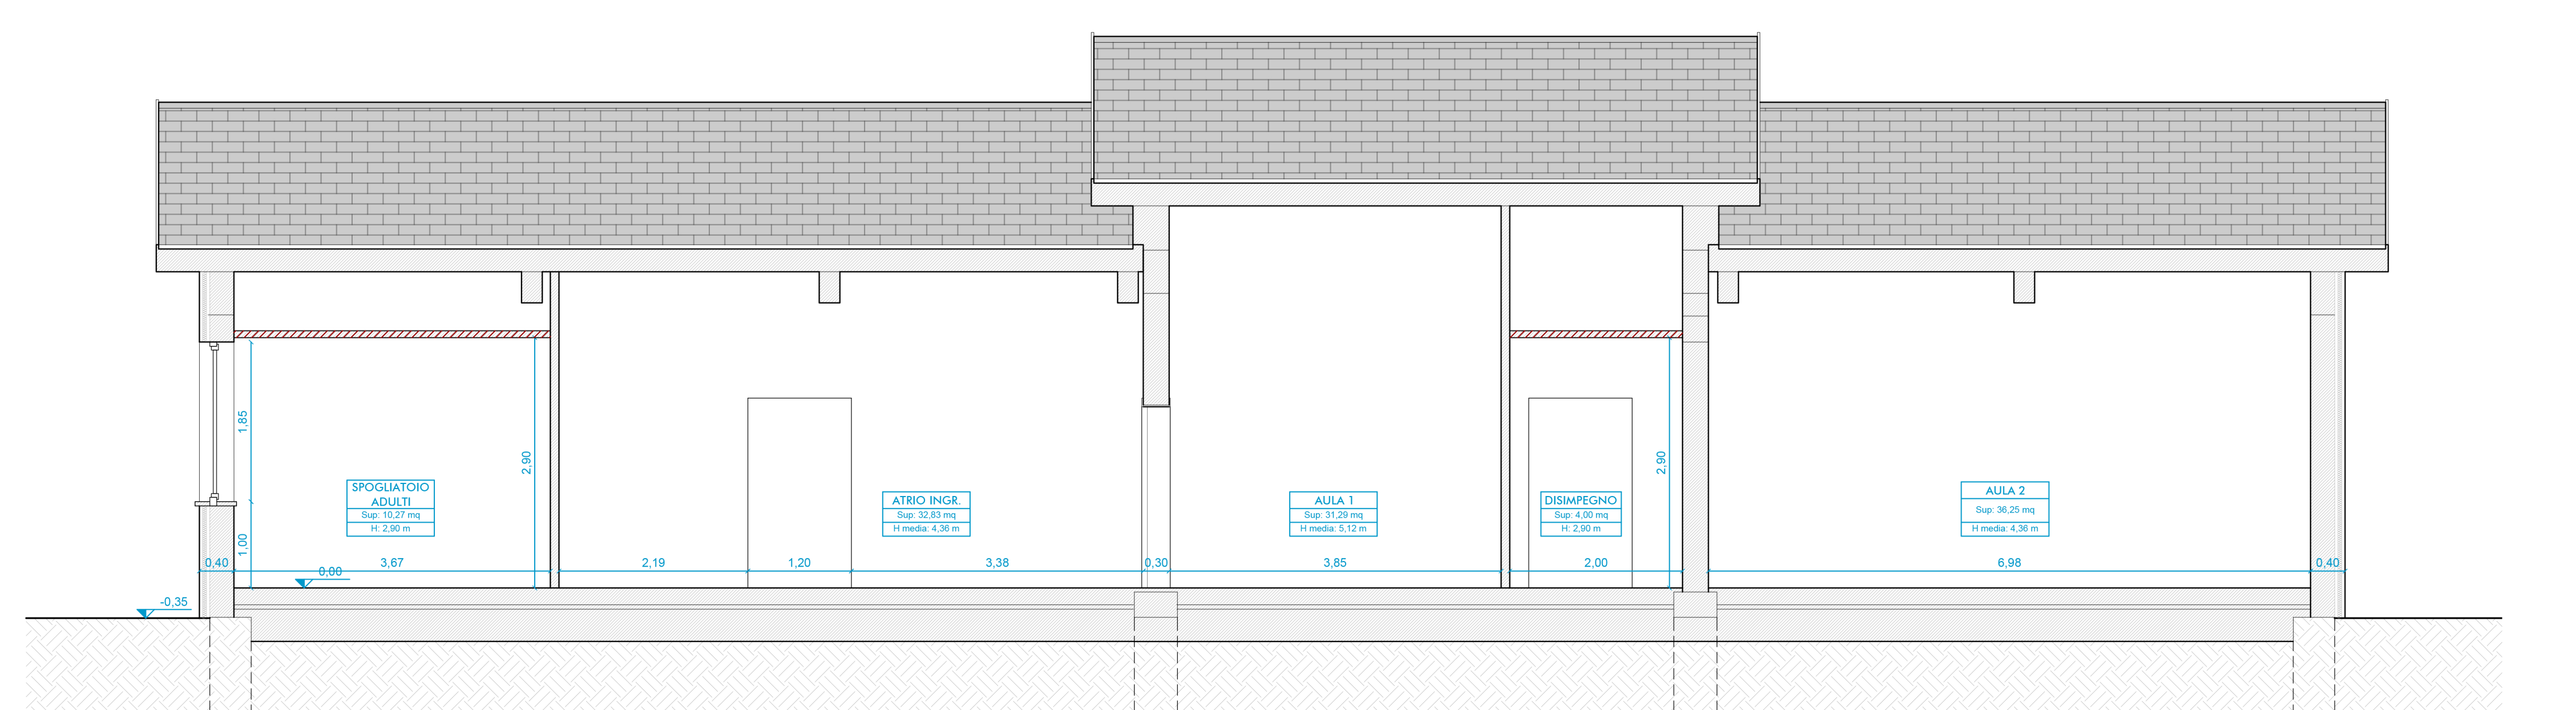 SPOGLIATOIO
ADULTI
Sup: 10,27 mq
H: 2,90 m
ATRIO INGR.
Sup: 32,83 mq
H media: 4,36 m
AULA 1
Sup: 31,29 mq
H media: 5,12 m
DISIMPEGNO
Sup: 4,00 mq
H: 2,90 m
AULA 2
Sup: 36,25 mq
H media: 4,36 m
1,85
1,00
2,90
2,90
0,40
3,67
2,19
1,20
3,38
0,30
3,85
2,00
6,98
0,40
0,00
-0,35